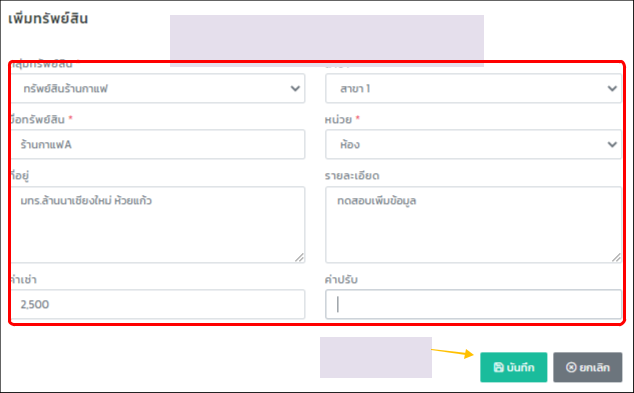 เพิ่มทรัพย์สิน
กลุ่มทรัพย์สิน
ทรัพย์สินร้านกาแฟ สาขา 1
ชื่อทรัพย์สิน * หน่วย *
ร้านกาแฟA ห้อง
ที่อยู่ รายละเอียด
มทร.ล้านนาเชียงใหม่ ห้วยแก้ว ทดสอบเพิ่มข้อมูล
ค่าเช่า ค่าปรับ
2,500
บันทึก ยกเลิก